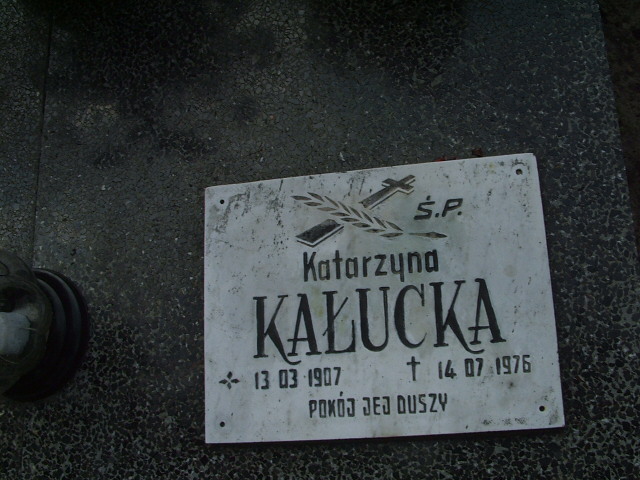 Ś.P.
Katarzyna
KAŁUCKA
13 03 1907 † 14 07 1976
POKÓJ JEJ DUSZY